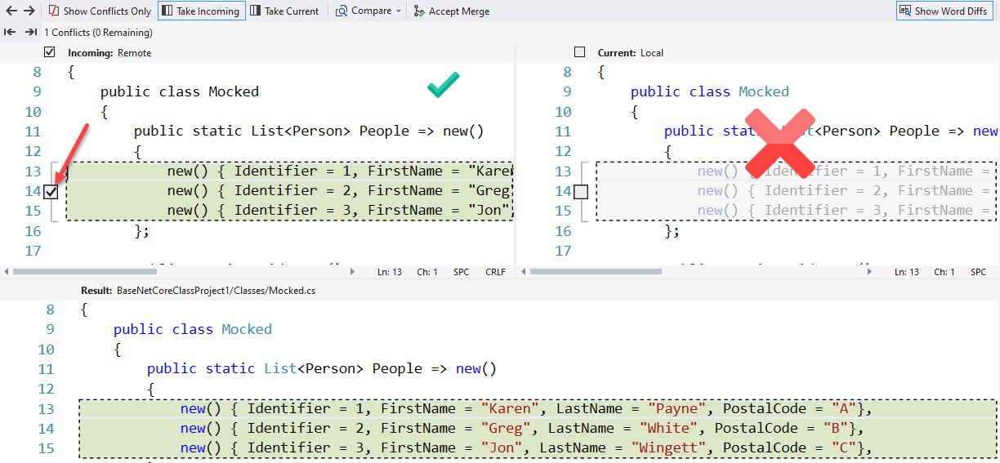 Show Conflicts Only Take Incoming Take Current Compare Accept Merge Show Word Diffs
1 Conflicts (0 Remaining)
Incoming: Remote
8 {
9 public class Mocked
10 {
11 public static List<Person> People => new()
12 {
13 new() { Identifier = 1, FirstName = "Karen
14 new() { Identifier = 2, FirstName = "Greg
15 new() { Identifier = 3, FirstName = "Jon",
16 };
17
Ln: 13 Ch: 1 SPC CRLF
Current: Local
8 {
9 public class Mocked
10 {
11 public static List<Person> People => new
12 {
13 new() { Identifier = 1, FirstName =
14 new() { Identifier = 2, FirstName =
15 new() { Identifier = 3, FirstName =
16 };
17
Ln: 13 Ch: 1 SPC
Result: BaseNetCoreClassProject1/Classes/Mocked.cs
8 {
9 public class Mocked
10 {
11 public static List<Person> People => new()
12 {
13 new() { Identifier = 1, FirstName = "Karen", LastName = "Payne", PostalCode = "A"},
14 new() { Identifier = 2, FirstName = "Greg", LastName = "White", PostalCode = "B"},
15 new() { Identifier = 3, FirstName = "Jon", LastName = "Wingett", PostalCode = "C"},